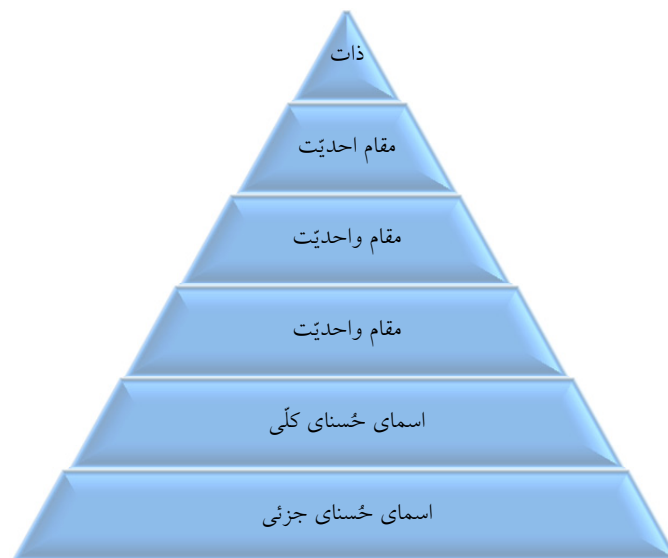 ذات
مقام احدیّت
مقام واحدیّت
مقام واحدیّت
اسمای حُسنای کلّی
اسمای حُسنای جزئی